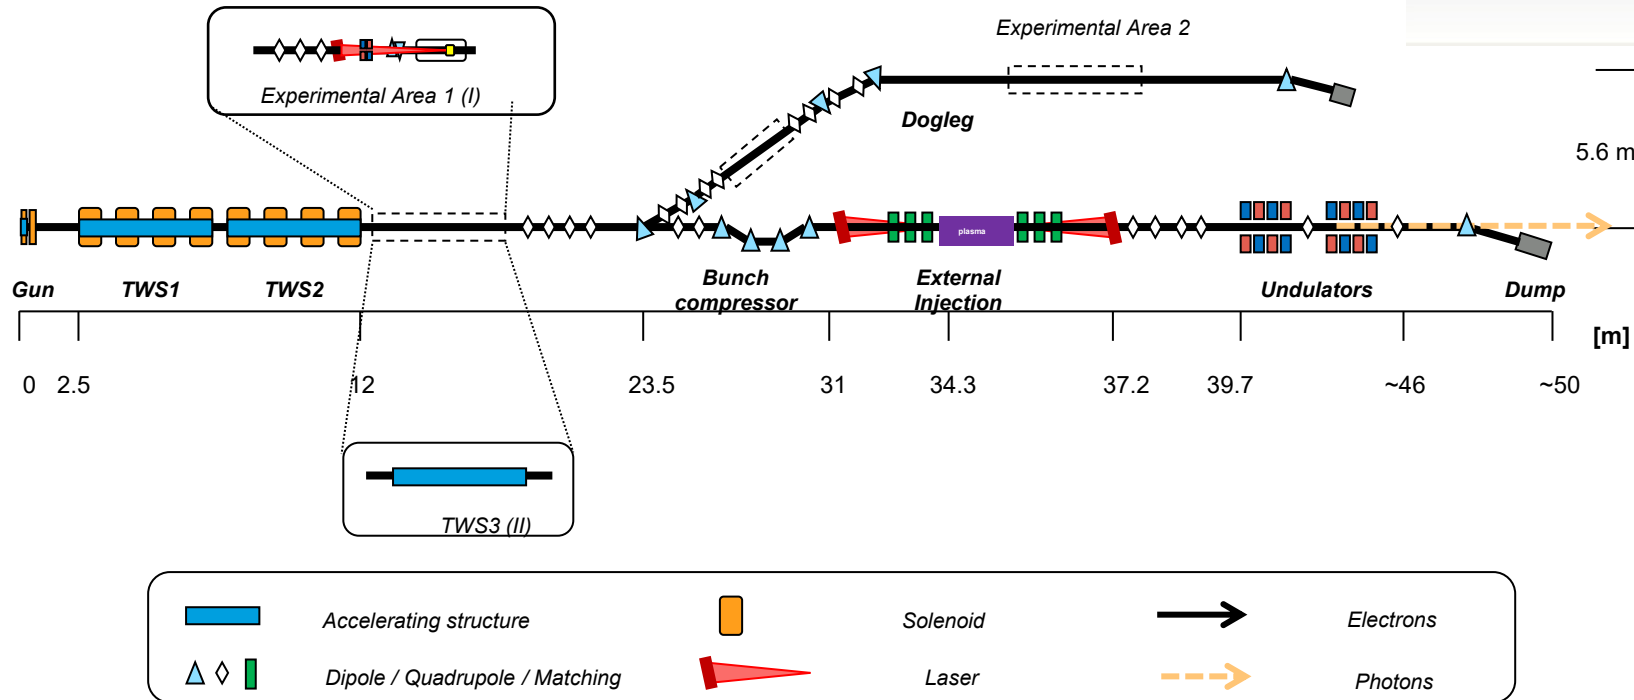 Experimental Area 2
Experimental Area 1 (I)
Dogleg
5.6 m
plasma
Gun
TWS1
TWS2
Bunch
compressor
External
Injection
Undulators
Dump
[m]
0
2.5
12
23.5
31
34.3
37.2
39.7
~46
~50
TWS3 (II)
Accelerating structure
Solenoid
Electrons
Dipole / Quadrupole / Matching
Laser
Photons